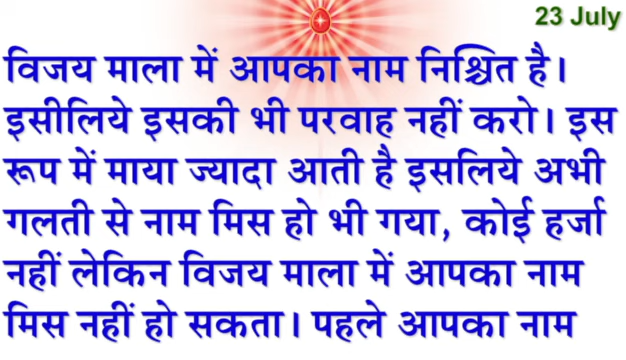 23 July
विजय माला में आपका नाम निश्चित है।
इसीलिये इसकी भी परवाह नहीं करो। इस
रूप में माया ज्यादा आती है इसलिये अभी
गलती से नाम मिस हो भी गया, कोई हर्जा
नहीं लेकिन विजय माला में आपका नाम
मिस नहीं हो सकता। पहले आपका नाम